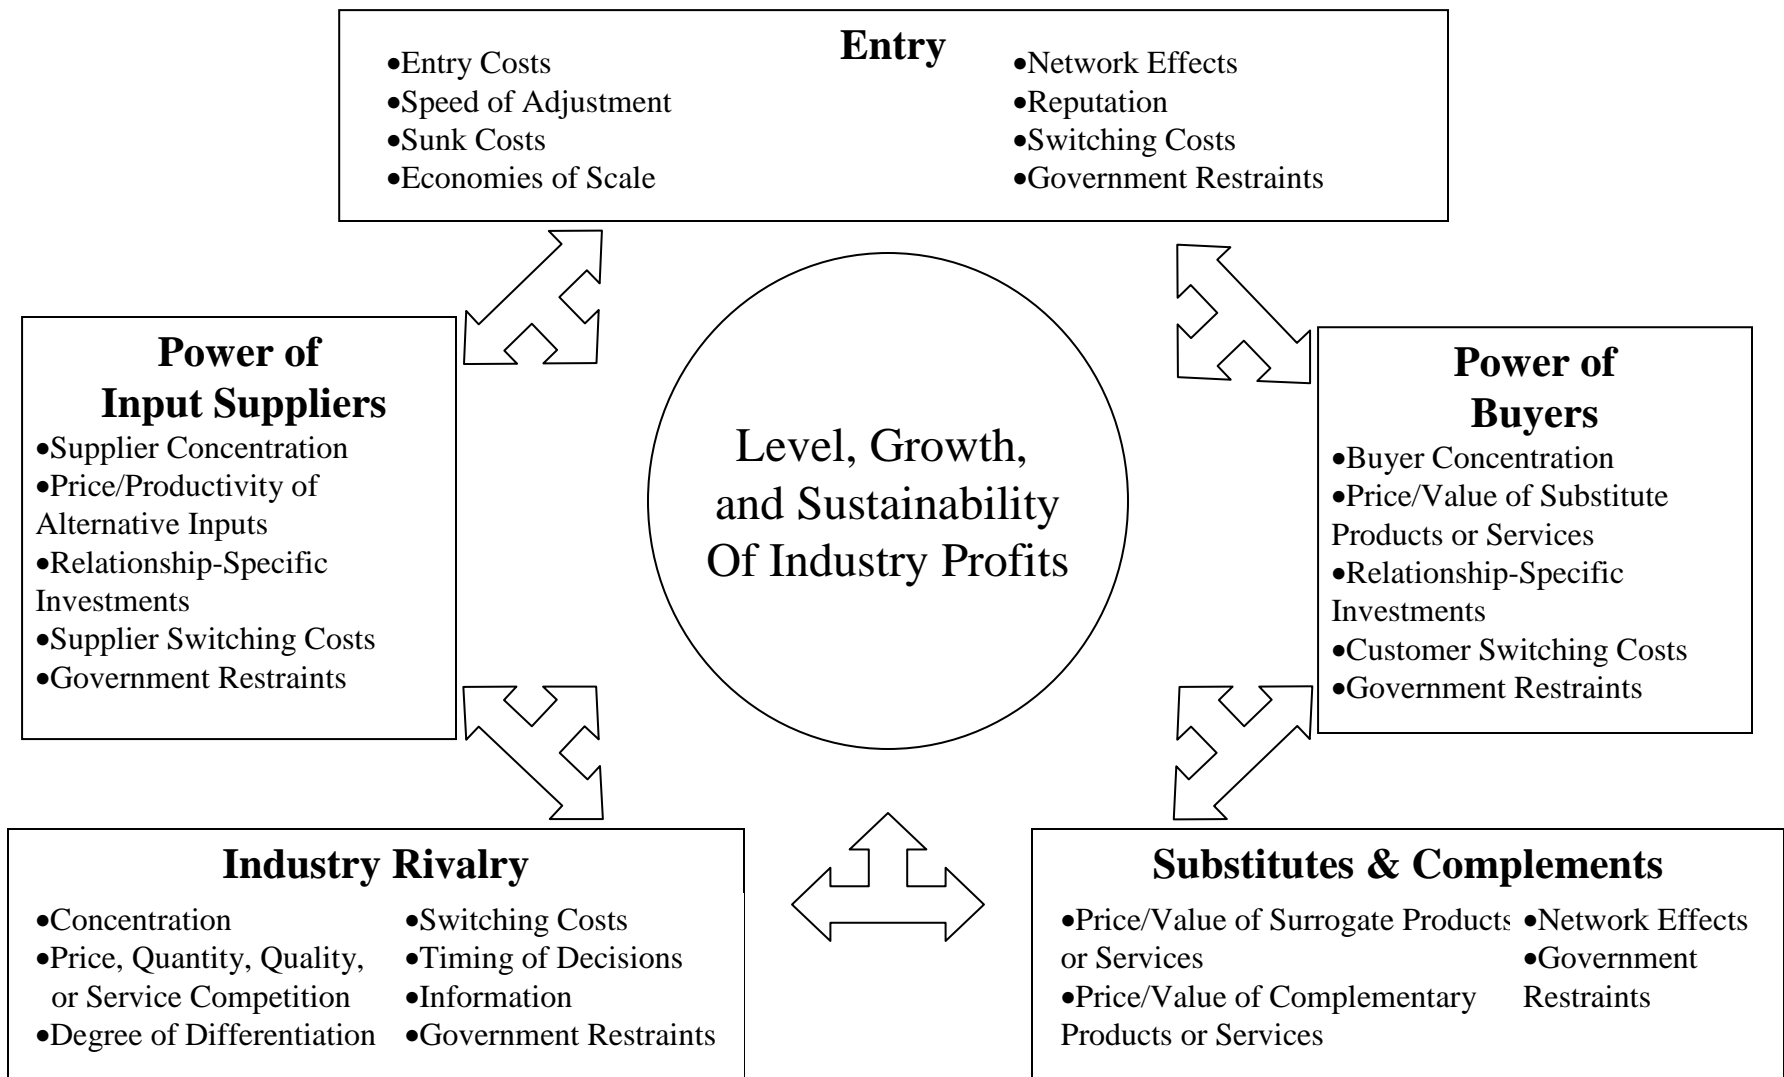 Entry
•Entry Costs
•Speed of Adjustment
•Sunk Costs
•Economies of Scale
•Network Effects
•Reputation
•Switching Costs
•Government Restraints
Power of
Input Suppliers
•Supplier Concentration
•Price/Productivity of
Alternative Inputs
•Relationship-Specific
Investments
•Supplier Switching Costs
•Government Restraints
Level, Growth,
and Sustainability
Of Industry Profits
Power of
Buyers
•Buyer Concentration
•Price/Value of Substitute
Products or Services
•Relationship-Specific
Investments
•Customer Switching Costs
•Government Restraints
Industry Rivalry
•Concentration
•Price, Quantity, Quality,
or Service Competition
•Degree of Differentiation
•Switching Costs
•Timing of Decisions
•Information
•Government Restraints
Substitutes & Complements
•Price/Value of Surrogate Products
or Services
•Price/Value of Complementary
Products or Services
•Network Effects
•Government
Restraints